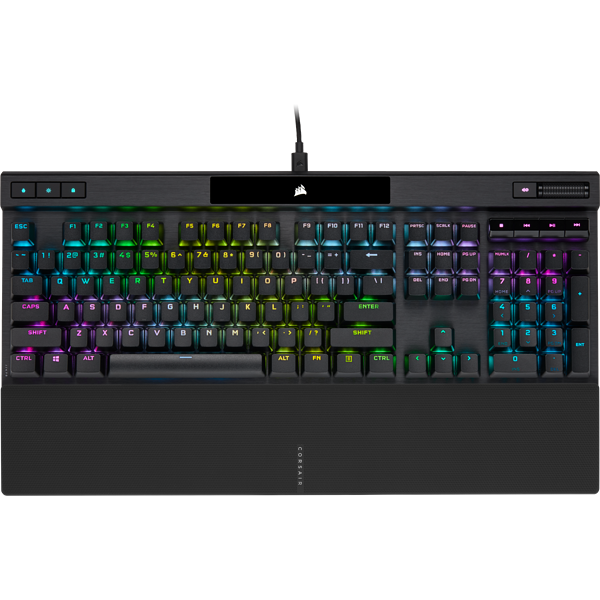 ESC F1 F2 F3 F4 F5 F6 F7 F8 F9 F10 F11 F12 PRTSC SCRLK PAUSE
INS HOME PG UP NUMLK
TAB Q W E R T Y U I O P DEL END PG DN 7 8 9
CAPS A S D F G H J K L ENTER 4 5 6
SHIFT Z X C V B N M SHIFT 1 2 3
CTRL ALT ALT FN CTRL 0 ENT
CORSAIR